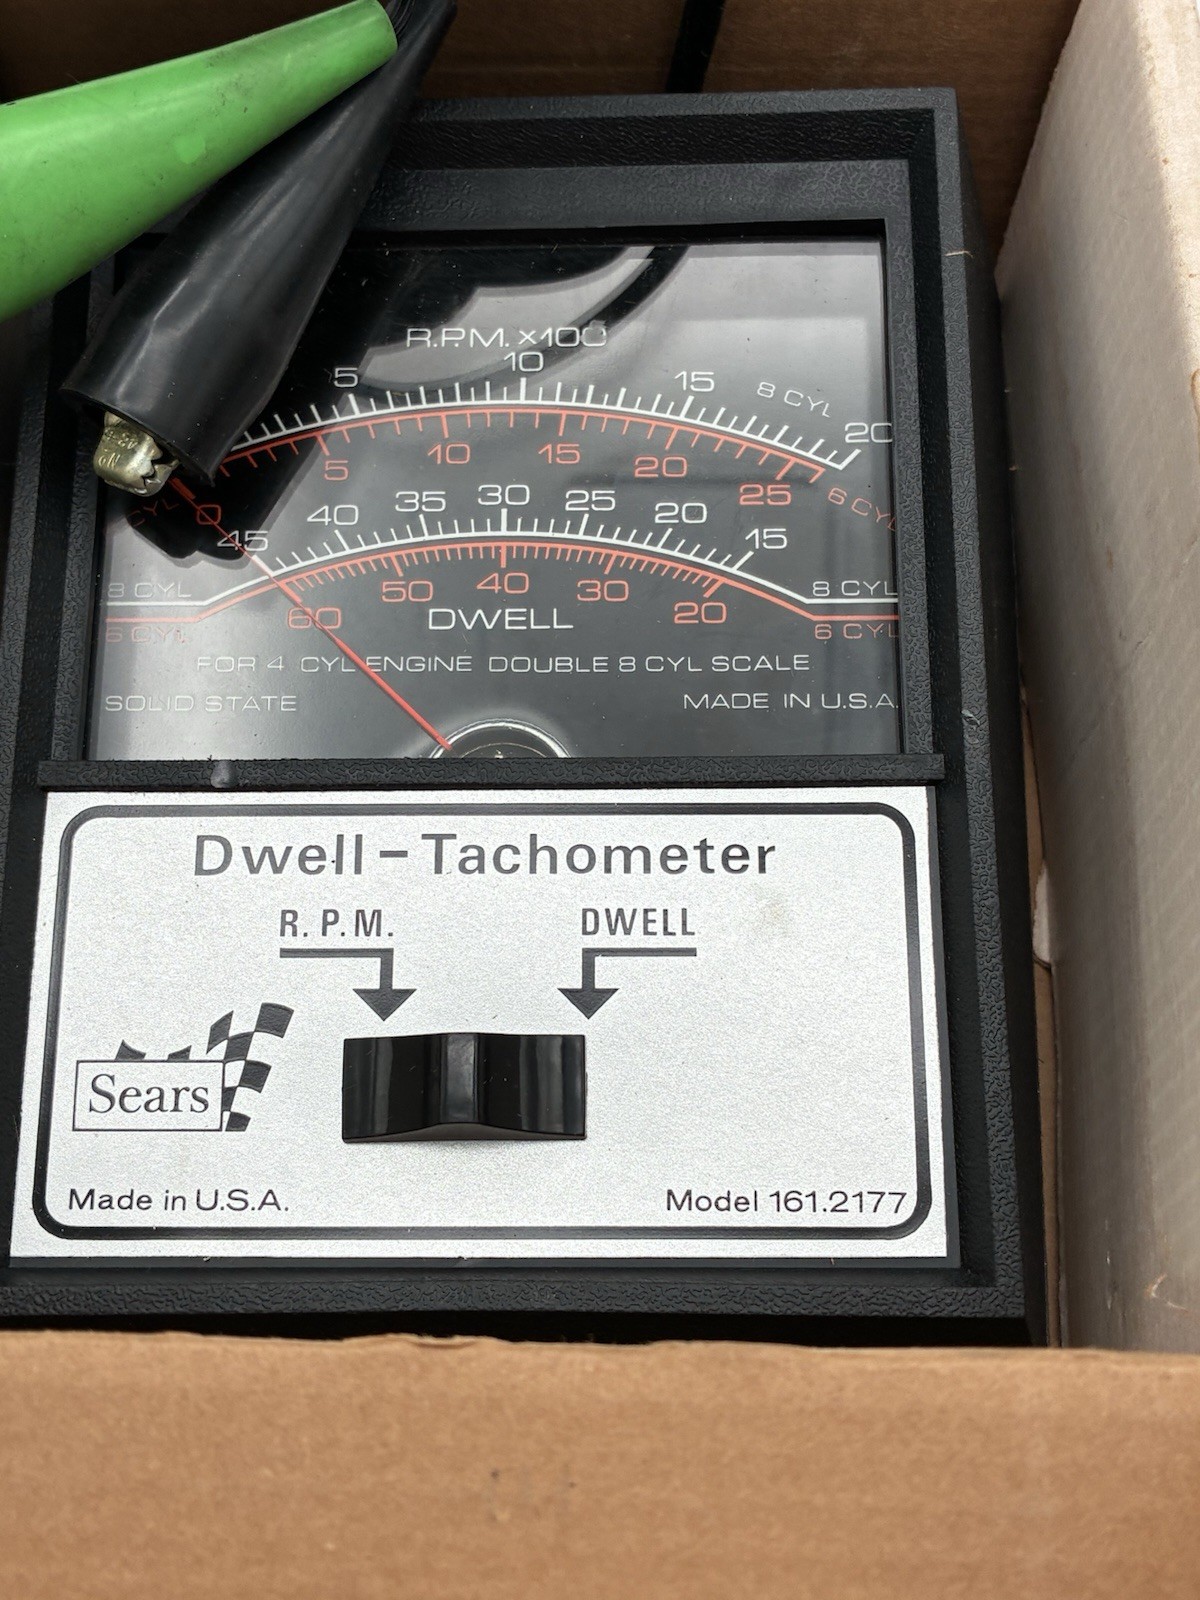 R.P.M. x100
5 10 15 8 CYL 20
5 10 15 20 25 6 CYL
0
45 40 35 30 25 20 15
8 CYL 8 CYL
60 50 40 30 20
6 CYL 6 CYL
DWELL
FOR 4 CYL ENGINE DOUBLE 8 CYL SCALE
SOLID STATE MADE IN U.S.A.
Dwell-Tachometer
R.P.M. DWELL
Sears
Made in U.S.A. Model 161.2177